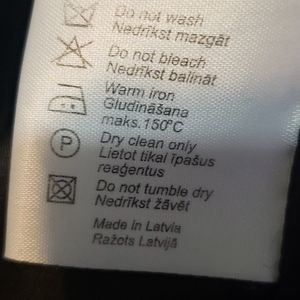 Do not wash
Nedrīkst mazgāt
Do not bleach
Nedrīkst balināt
Warm iron
Gludināšana
maks.150°C
P
Dry clean only
Lietot tikai īpašus
reaģentus
Do not tumble dry
Nedrīkst žāvēt
Made in Latvia
Ražots Latvijā